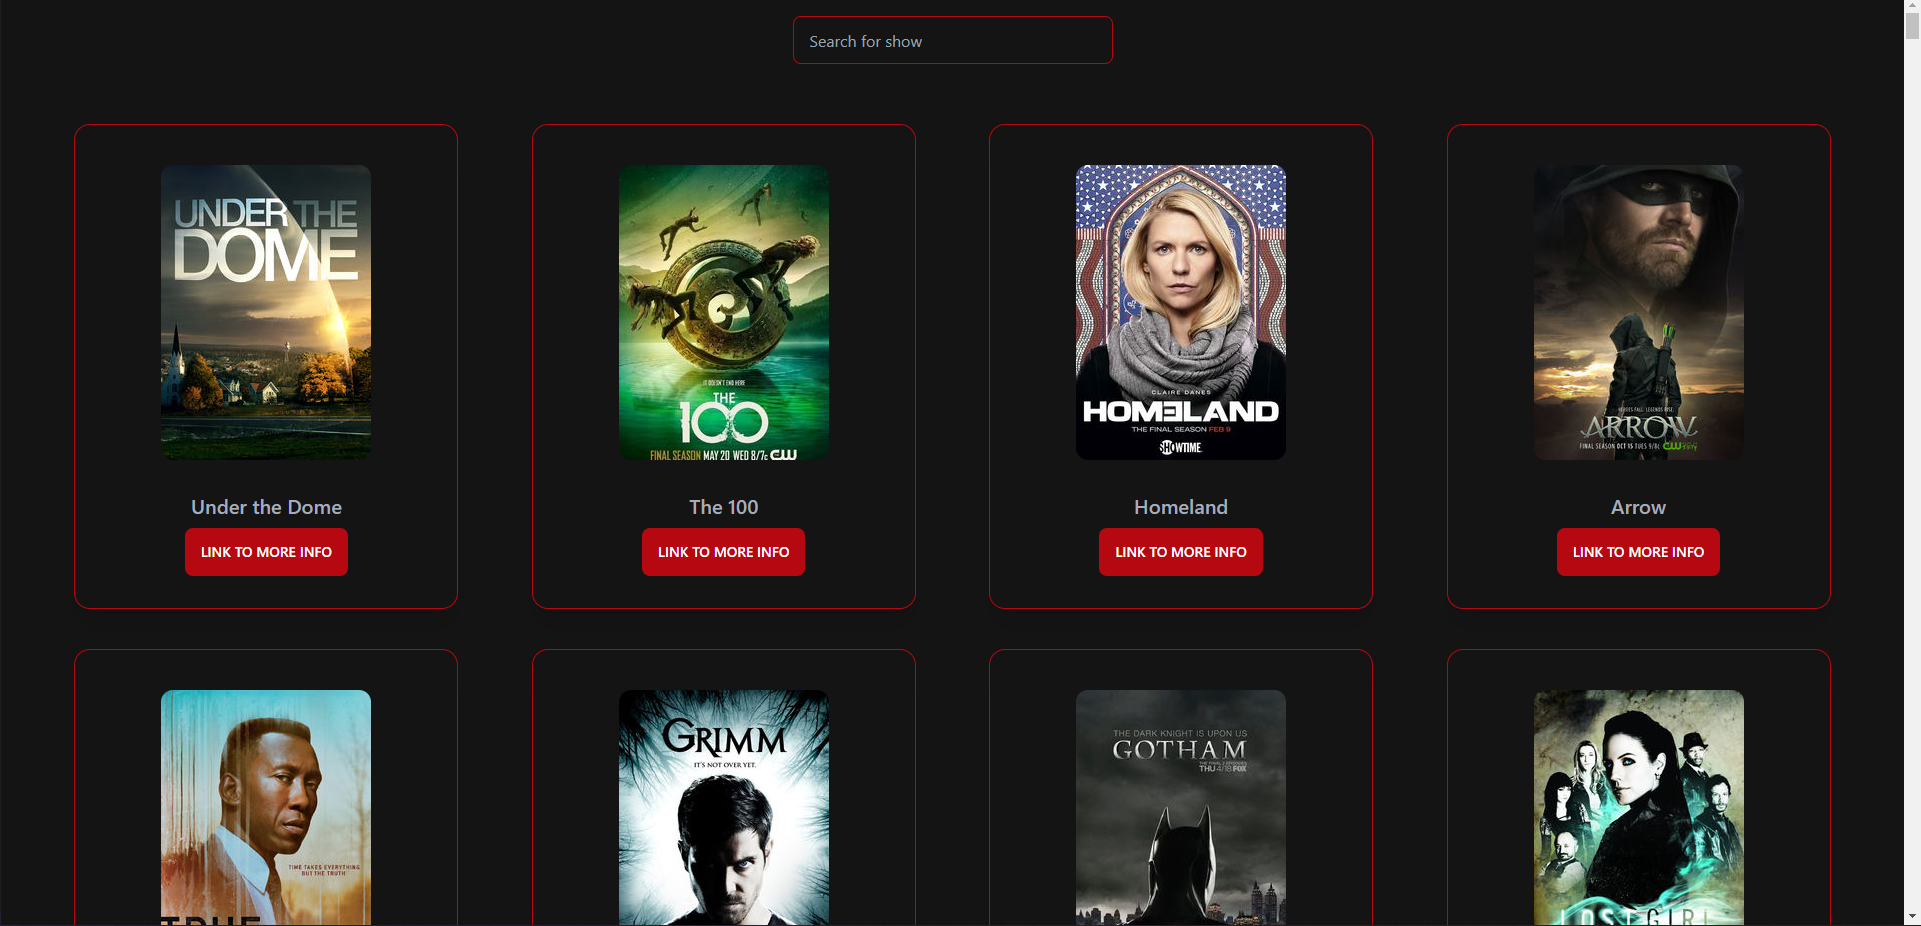 Search for show
UNDER THE
DOME
IT DOESN'T END HERE
THE
100
FINAL SEASON MAY 20 WED 8/7c CW
CLAIRE DANES
HOMELAND
THE FINAL SEASON FEB 9
SHOWTIME
HEROES FALL. LEGENDS RISE.
ARROW
FINAL SEASON OCT 15 TUES 9/8c CW
Under the Dome
The 100
Homeland
Arrow
LINK TO MORE INFO
LINK TO MORE INFO
LINK TO MORE INFO
LINK TO MORE INFO
TIME TAKES EVERYTHING
BUT THE TRUTH
TRUE
GRIMM
IT'S NOT OVER YET.
THE DARK KNIGHT IS UPON US
GOTHAM
THE FINAL 2 EPISODES
THU 4/18 FOX
LOST GIRL